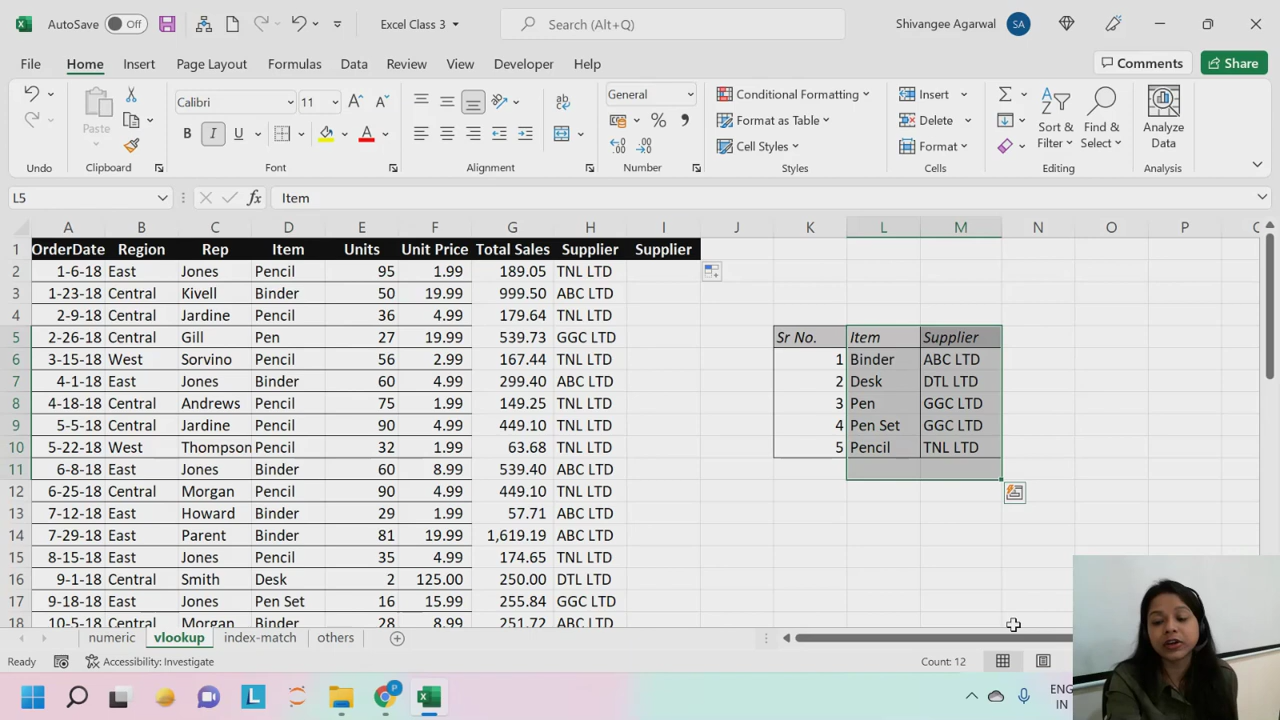 AutoSave Off Excel Class 3 Search (Alt+Q) Shivangee Agarwal SA
File Home Insert Page Layout Formulas Data Review View Developer Help Comments Share
Calibri 11 General Conditional Formatting Insert
Paste B I U % Format as Table Delete Sort & Filter Find & Select Analyze Data
Cell Styles Format
Undo Clipboard Font Alignment Number Styles Cells Editing Analysis
L5 fx Item
A B C D E F G H I J K L M N O P C
1 OrderDate Region Rep Item Units Unit Price Total Sales Supplier Supplier
2 1-6-18 East Jones Pencil 95 1.99 189.05 TNL LTD
3 1-23-18 Central Kivell Binder 50 19.99 999.50 ABC LTD
4 2-9-18 Central Jardine Pencil 36 4.99 179.64 TNL LTD
5 2-26-18 Central Gill Pen 27 19.99 539.73 GGC LTD Sr No. Item Supplier
6 3-15-18 West Sorvino Pencil 56 2.99 167.44 TNL LTD 1 Binder ABC LTD
7 4-1-18 East Jones Binder 60 4.99 299.40 ABC LTD 2 Desk DTL LTD
8 4-18-18 Central Andrews Pencil 75 1.99 149.25 TNL LTD 3 Pen GGC LTD
9 5-5-18 Central Jardine Pencil 90 4.99 449.10 TNL LTD 4 Pen Set GGC LTD
10 5-22-18 West Thompson Pencil 32 1.99 63.68 TNL LTD 5 Pencil TNL LTD
11 6-8-18 East Jones Binder 60 8.99 539.40 ABC LTD
12 6-25-18 Central Morgan Pencil 90 4.99 449.10 TNL LTD
13 7-12-18 East Howard Binder 29 1.99 57.71 ABC LTD
14 7-29-18 East Parent Binder 81 19.99 1,619.19 ABC LTD
15 8-15-18 East Jones Pencil 35 4.99 174.65 TNL LTD
16 9-1-18 Central Smith Desk 2 125.00 250.00 DTL LTD
17 9-18-18 East Jones Pen Set 16 15.99 255.84 GGC LTD
18 10-5-18 Central Morgan Binder 28 8.99 251.72 ABC LTD
numeric vlookup index-match others
Ready Accessibility: Investigate Count: 12
L P ENG
IN